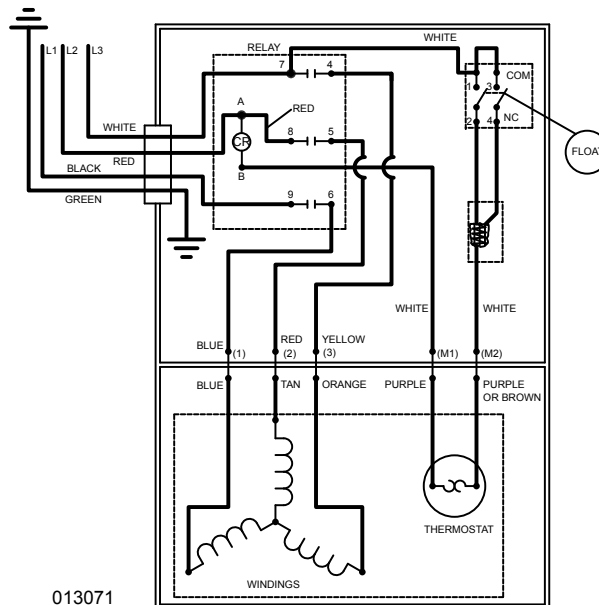 WHITE
RELAY
L1 L2 L3
7 4
COM
1 3
A
RED
WHITE
2 4 NC
8 5
CR
FLOAT
RED
B
BLACK
9 6
GREEN
WHITE WHITE
BLUE (1) RED (2) YELLOW (3) (M1) (M2)
BLUE TAN ORANGE PURPLE PURPLE
OR BROWN
THERMOSTAT
WINDINGS
013071